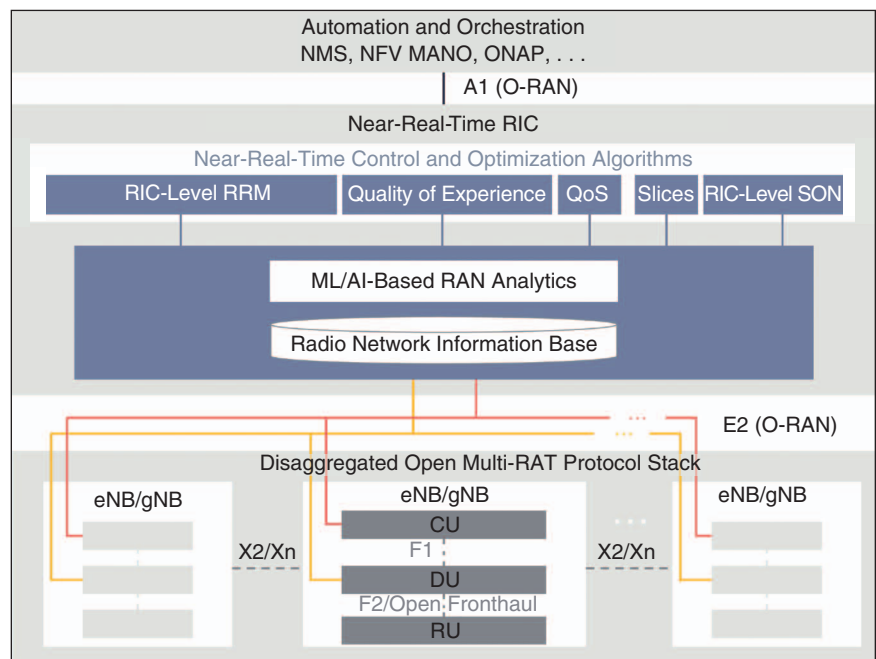 Automation and Orchestration
NMS, NFV MANO, ONAP, . . .
A1 (O-RAN)
Near-Real-Time RIC
Near-Real-Time Control and Optimization Algorithms
RIC-Level RRM
Quality of Experience
QoS
Slices
RIC-Level SON
ML/AI-Based RAN Analytics
Radio Network Information Base
E2 (O-RAN)
Disaggregated Open Multi-RAT Protocol Stack
eNB/gNB
eNB/gNB
eNB/gNB
CU
F1
X2/Xn
X2/Xn
DU
F2/Open Fronthaul
RU